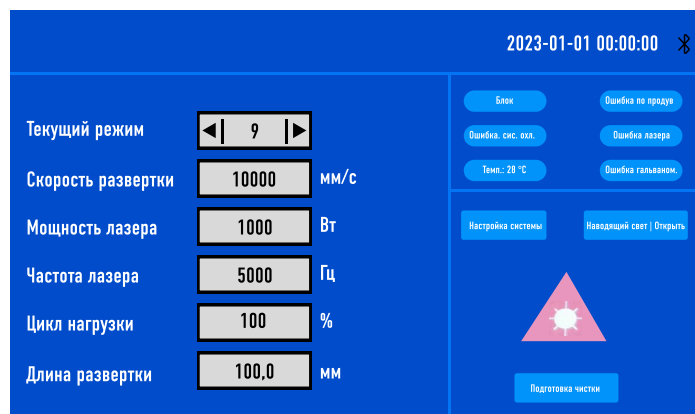 2023-01-01 00:00:00
Текущий режим 9
Скорость развертки 10000 мм/с
Мощность лазера 1000 Вт
Частота лазера 5000 Гц
Цикл нагрузки 100 %
Длина развертки 100,0 мм
Блок Ошибка по продув
Ошибка. сис. охл. Ошибка лазера
Темп.: 28 °C Ошибка гальваном.
Настройка системы Наводящий свет | Открыть
Подготовка чистки